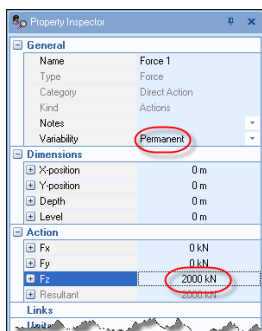 Property Inspector
General
Name Force 1
Type Force
Category Direct Action
Kind Actions
Notes
Variability Permanent
Dimensions
X-position 0 m
Y-position 0 m
Depth 0 m
Level 0 m
Action
Fx 0 kN
Fy 0 kN
Fz 2000 kN
Resultant 2000 kN
Links